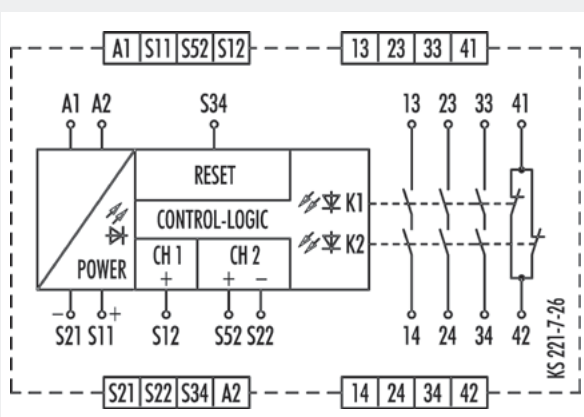 A1 S11 S52 S12 13 23 33 41
A1 A2 S34 13 23 33 41
RESET
K1
CONTROL-LOGIC
K2
POWER CH 1 CH 2
+ + −
− +
S21 S11 S12 S52 S22 14 24 34 42
KS 221-7-26
S21 S22 S34 A2 14 24 34 42